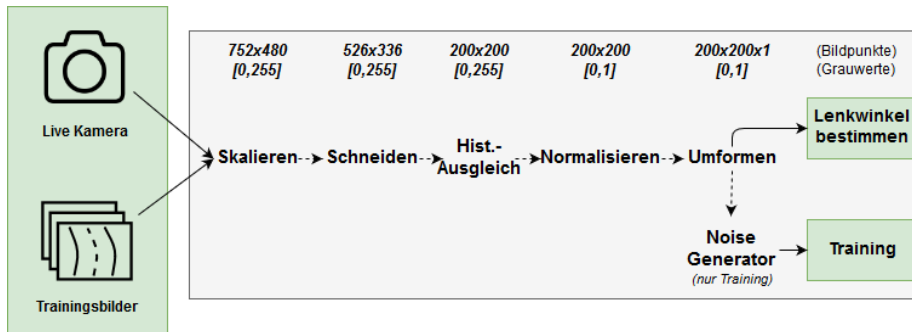 752x480
[0,255]
526x336
[0,255]
200x200
[0,255]
200x200
[0,1]
200x200x1
[0,1]
(Bildpunkte)
(Grauwerte)
Live Kamera
Trainingsbilder
Skalieren
Schneiden
Hist.-
Ausgleich
Normalisieren
Umformen
Lenkwinkel
bestimmen
Noise
Generator
(nur Training)
Training